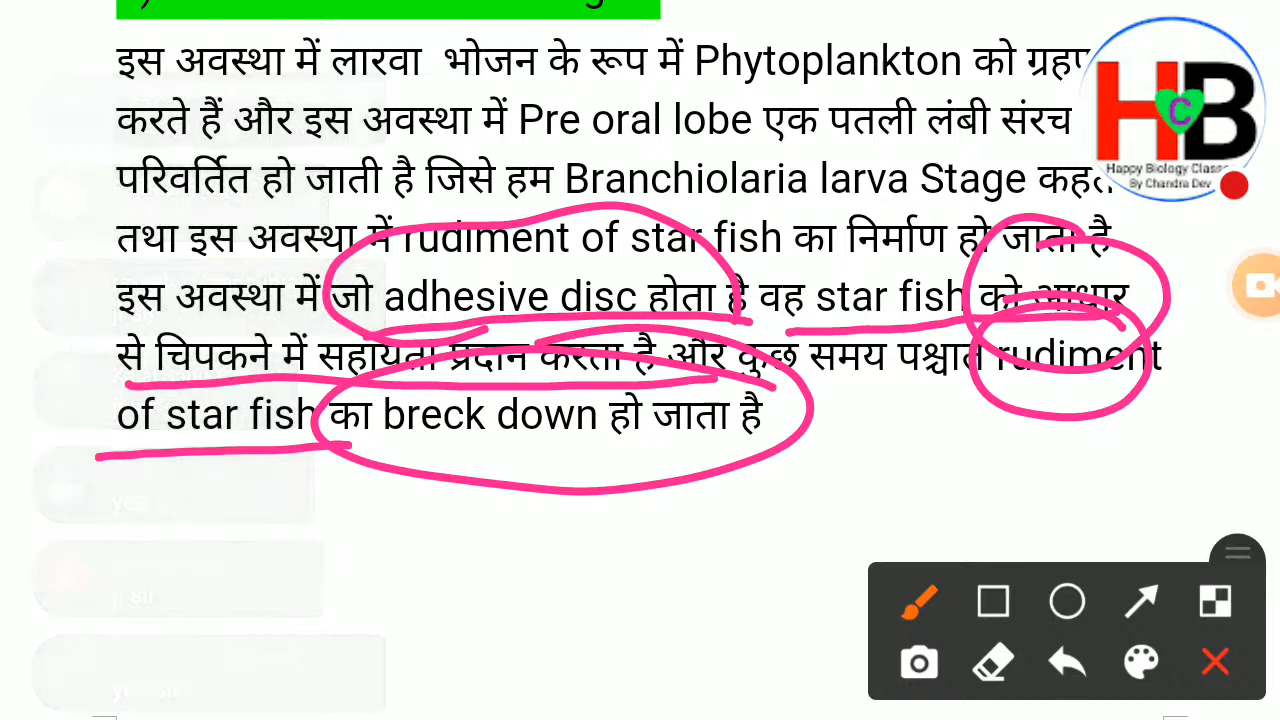 इस अवस्था में लारवा भोजन के रूप में Phytoplankton को
करते हैं और इस अवस्था में Pre oral lobe एक पतली लंबी संरच
परिवर्तित हो जाती है जिसे हम Branchiolaria larva Stage कहत
तथा इस अवस्था में rudiment of star fish का निर्माण हो जाता है
इस अवस्था में जो adhesive disc होता है वह star fish को आधार
से चिपकने में सहायता प्रदान करता है और कुछ समय पश्चात rudiment
of star fish का breck down हो जाता है
HB
C
Happy Biology Classe
By Chandra Dev